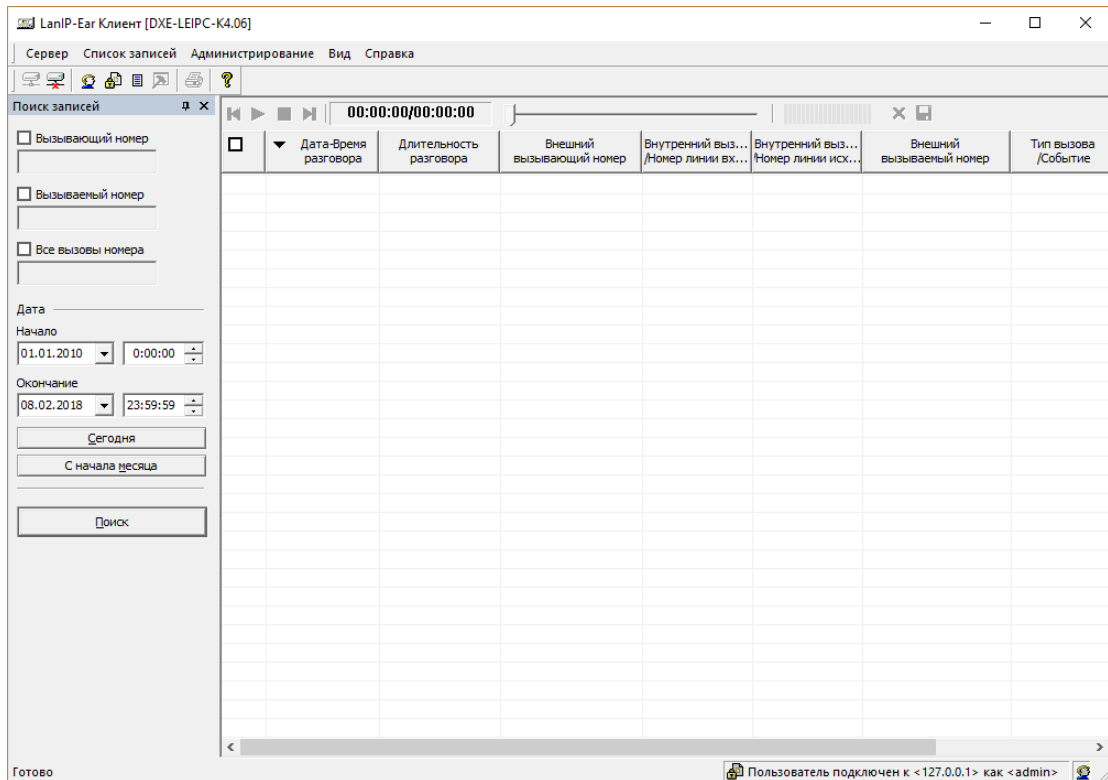 LanIP-Ear Клиент [DXE-LEIPC-K4.06]
Сервер Список записей Администрирование Вид Справка
Поиск записей
00:00:00/00:00:00
Вызывающий номер
Вызываемый номер
Все вызовы номера
Дата
Начало
01.01.2010 0:00:00
Окончание
08.02.2018 23:59:59
Сегодня
С начала месяца
Поиск
Дата-Время
разговора
Длительность
разговора
Внешний
вызывающий номер
Внутренний выз...
/Номер линии вх...
Внутренний выз...
/Номер линии исх...
Внешний
вызываемый номер
Тип вызова
/Событие
Готово
Пользователь подключен к <127.0.0.1> как <admin>